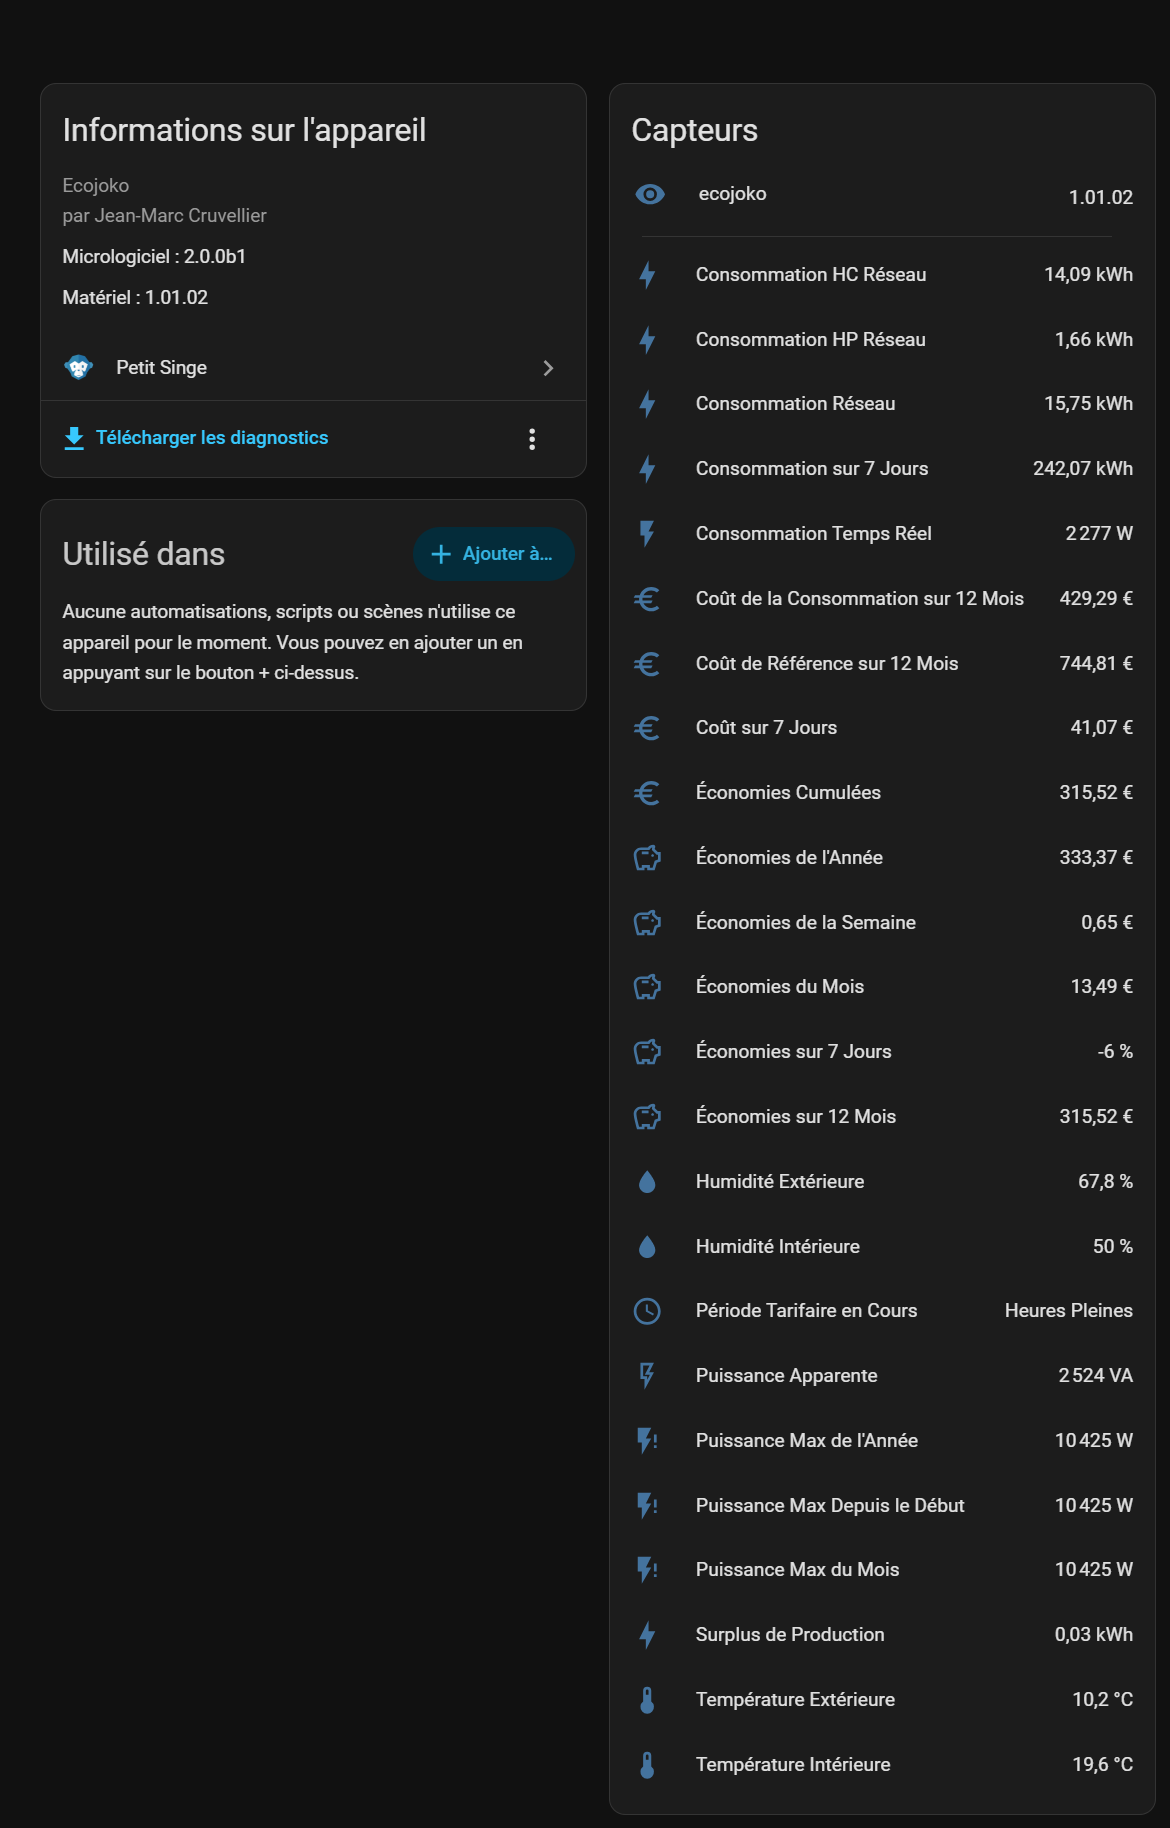 Informations sur l'appareil
Ecojoko
par Jean-Marc Cruvellier
Micrologiciel : 2.0.0b1
Matériel : 1.01.02
Petit Singe
Télécharger les diagnostics
Utilisé dans
Ajouter à...
Aucune automatisations, scripts ou scènes n'utilise ce
appareil pour le moment. Vous pouvez en ajouter un en
appuyant sur le bouton + ci-dessus.
Capteurs
ecojoko 1.01.02
Consommation HC Réseau 14,09 kWh
Consommation HP Réseau 1,66 kWh
Consommation Réseau 15,75 kWh
Consommation sur 7 Jours 242,07 kWh
Consommation Temps Réel 2 277 W
Coût de la Consommation sur 12 Mois 429,29 €
Coût de Référence sur 12 Mois 744,81 €
Coût sur 7 Jours 41,07 €
Économies Cumulées 315,52 €
Économies de l'Année 333,37 €
Économies de la Semaine 0,65 €
Économies du Mois 13,49 €
Économies sur 7 Jours -6 %
Économies sur 12 Mois 315,52 €
Humidité Extérieure 67,8 %
Humidité Intérieure 50 %
Période Tarifaire en Cours Heures Pleines
Puissance Apparente 2 524 VA
Puissance Max de l'Année 10 425 W
Puissance Max Depuis le Début 10 425 W
Puissance Max du Mois 10 425 W
Surplus de Production 0,03 kWh
Température Extérieure 10,2 °C
Température Intérieure 19,6 °C